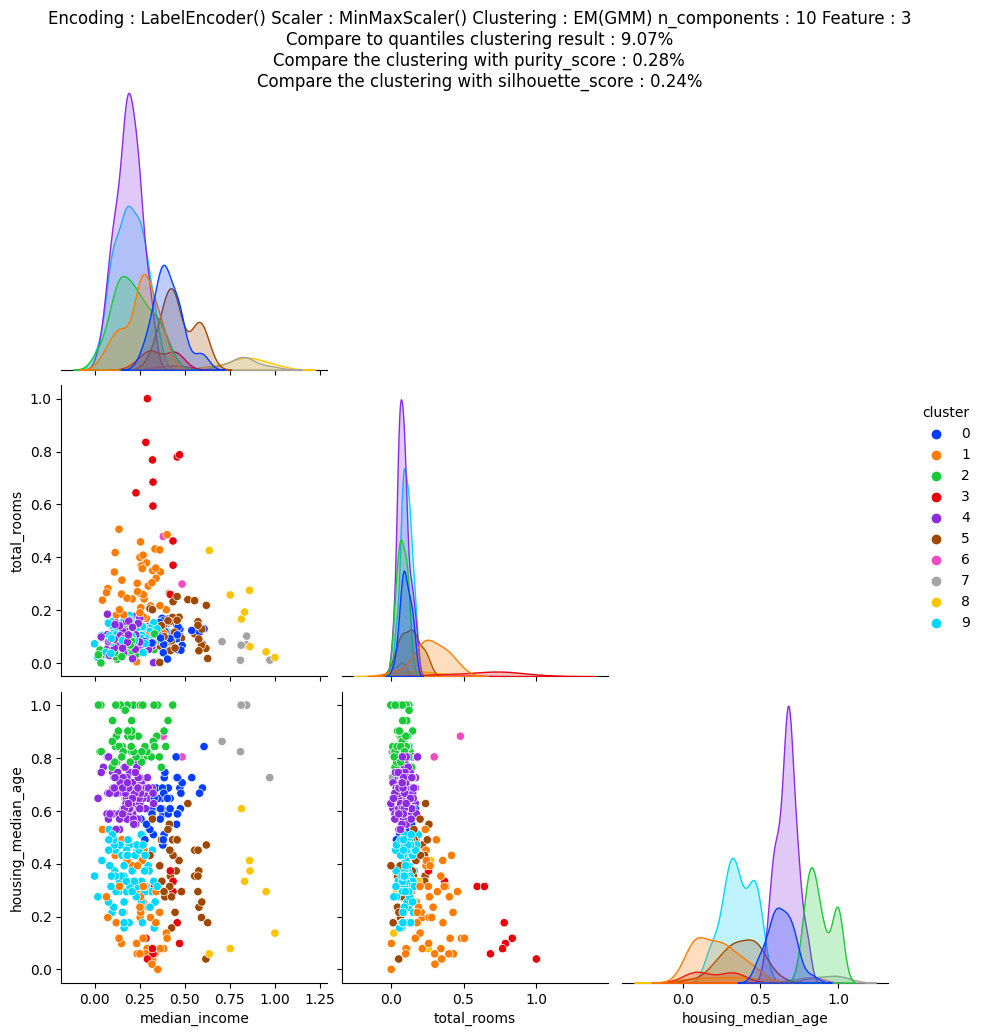 Encoding : LabelEncoder() Scaler : MinMaxScaler() Clustering : EM(GMM) n_components : 10 Feature : 3
Compare to quantiles clustering result : 9.07%
Compare the clustering with purity_score : 0.28%
Compare the clustering with silhouette_score : 0.24%
1.0
0.8
0.6
0.4
0.2
0.0
total_rooms
cluster
0
1
2
3
4
5
6
7
8
9
1.0
0.8
0.6
0.4
0.2
0.0
housing_median_age
0.00 0.25 0.50 0.75 1.00 1.25
median_income
0.0 0.5 1.0
total_rooms
0.0 0.5 1.0
housing_median_age